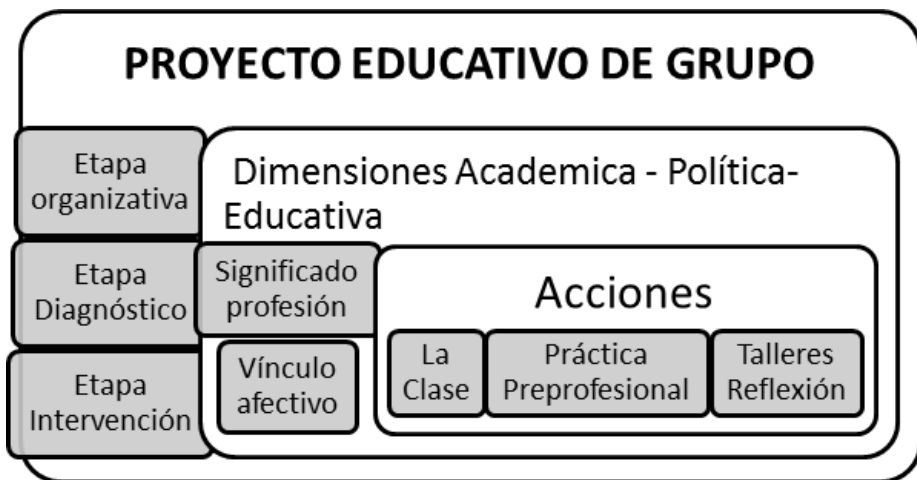 PROYECTO EDUCATIVO DE GRUPO
Etapa
organizativa
Etapa
Diagnóstico
Etapa
Intervención
Dimensiones Academica - Política-
Educativa
Significado
profesión
Vínculo
afectivo
Acciones
La
Clase
Práctica
Preprofesional
Talleres
Reflexión